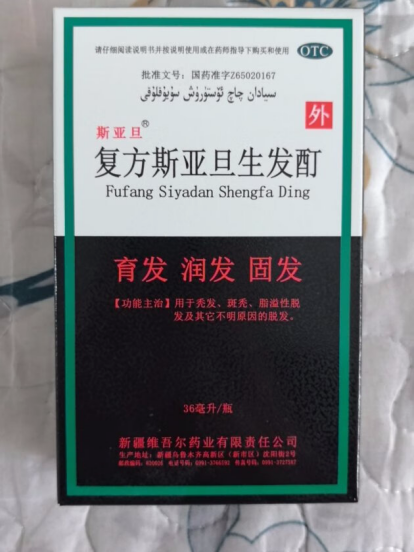 请仔细阅读说明书并按说明使用或在药师指导下购买和使用
OTC
批准文号：国药准字Z65020167
سىيادان چاچ ئۆستۈرۈش سۇيۇقلۇقى
外
斯亚旦®
复方斯亚旦生发酊
Fufang Siyadan Shengfa Ding
育发 润发 固发
【功能主治】用于秃发、斑秃、脂溢性脱
发及其它不明原因的脱发。
36毫升/瓶
新疆维吾尔药业有限责任公司
生产地址：新疆乌鲁木齐高新区（新市区）沈阳街2号